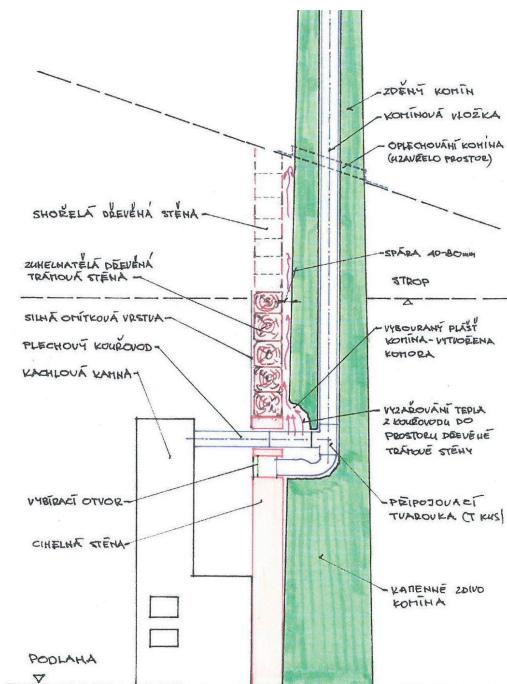 ZDĚNÝ KOMÍN
KOMÍNOVÁ VLOŽKA
OPLECHOVÁNÍ KOMÍNA
(UZAVŘELO PROSTOR)
SHOŘELÁ DŘEVĚNÁ STĚNA
ZUHELNATĚLÁ DŘEVĚNÁ
TRÁMOVÁ STĚNA
SPÁRA 40-80mm
STROP
SILNÁ OMÍTKOVÁ VRSTVA
PLECHOVÝ KOUŘOVOD
KACHLOVÁ KAMNA
VYBOURANÝ PLÁŠŤ
KOMÍNA - VYTVOŘENA
KOMORA
VYZAŘOVÁNÍ TEPLA
Z KOUŘOVODU DO
PROSTORU DŘEVĚNÉ
TRÁMOVÉ STĚNY
VYBÍRACÍ OTVOR
CIHELNÁ STĚNA
PŘIPOJOVACÍ
TVAROVKA (T KUS)
KAMENNÉ ZDIVO
KOMÍNA
PODLAHA